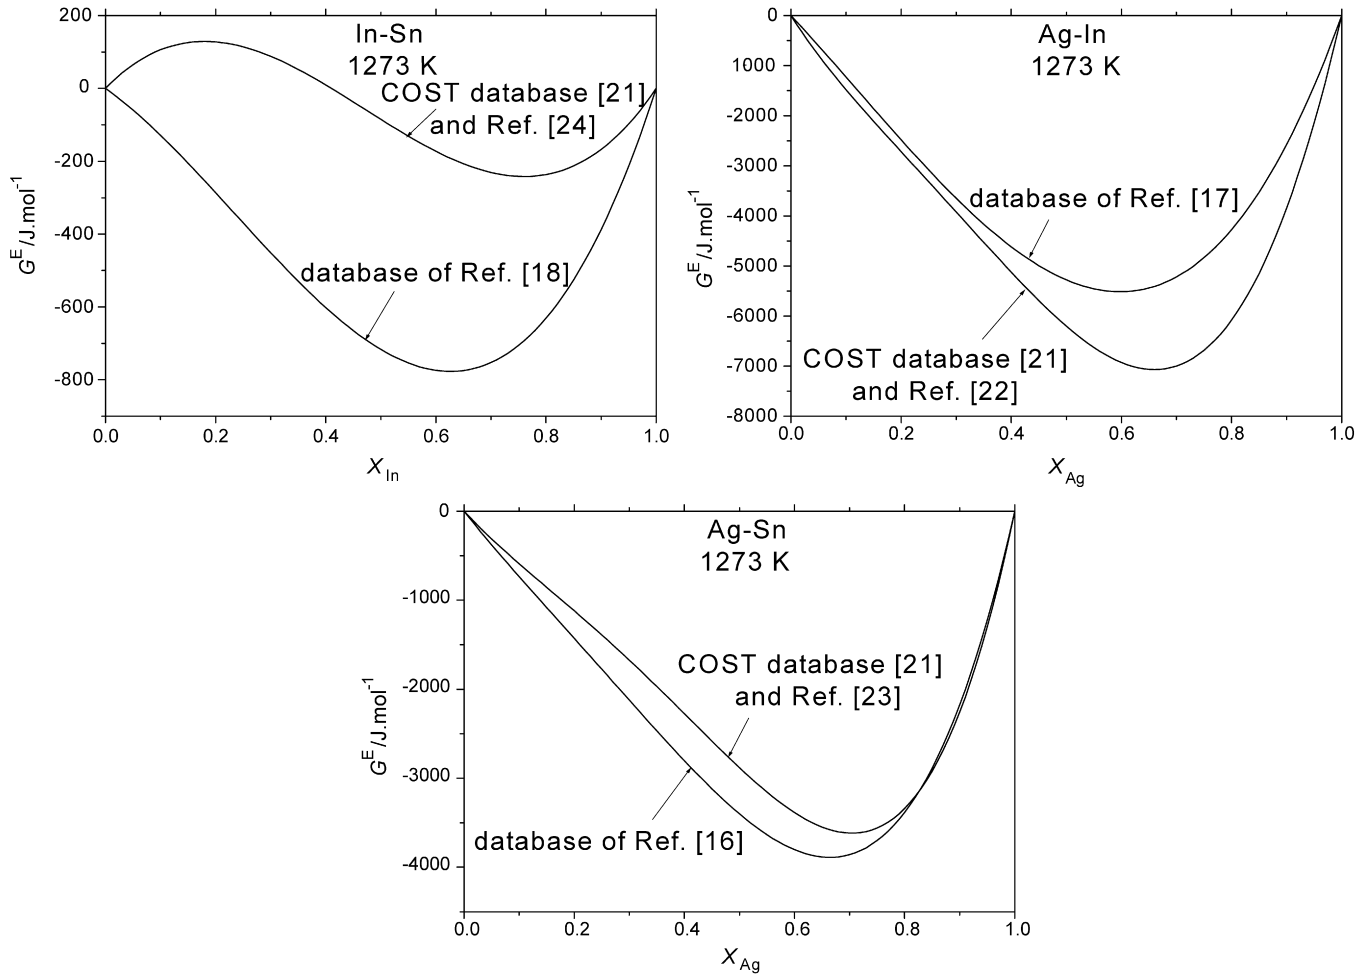 200
0
-200
-400
-600
-800
G^E/J.mol^-1
In-Sn
1273 K
COST database [21]
and Ref. [24]
database of Ref. [18]
0.0 0.2 0.4 0.6 0.8 1.0
X_In
0
1000
-2000
-3000
-4000
-5000
-6000
-7000
-8000
G^E/J.mol^-1
Ag-In
1273 K
database of Ref. [17]
COST database [21]
and Ref. [22]
0.0 0.2 0.4 0.6 0.8 1.0
X_Ag
0
-1000
-2000
-3000
-4000
G^E/J.mol^-1
Ag-Sn
1273 K
COST database [21]
and Ref. [23]
database of Ref. [16]
0.0 0.2 0.4 0.6 0.8 1.0
X_Ag